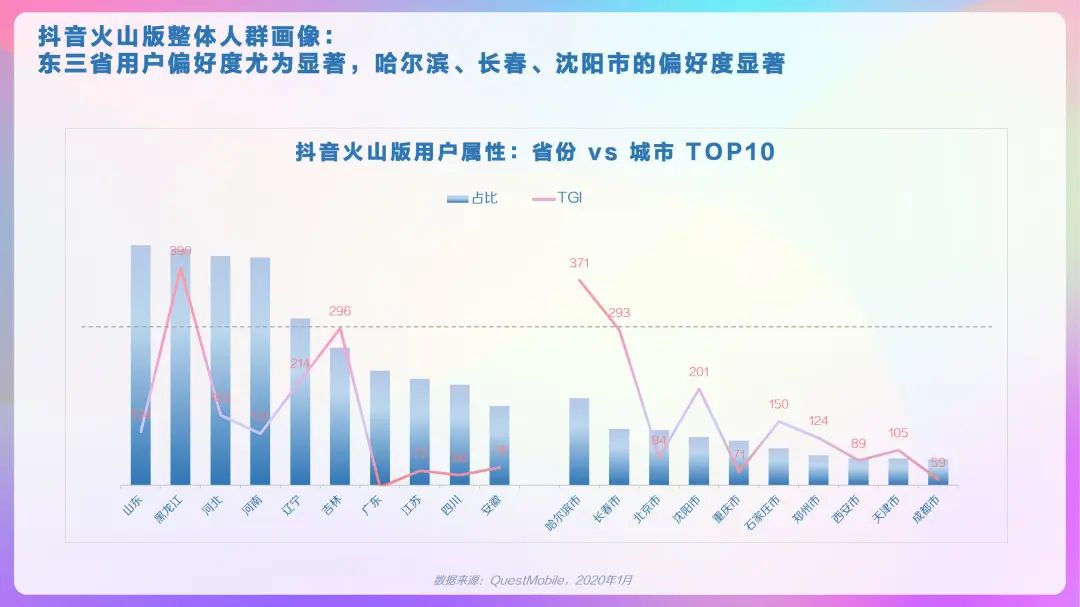 抖音火山版整体人群画像：
东三省用户偏好度尤为显著，哈尔滨、长春、沈阳市的偏好度显著
抖音火山版用户属性：省份 vs 城市 TOP10
占比
TGI
390
214
296
371
293
94
201
71
150
124
89
105
59
山东
黑龙江
河北
河南
辽宁
吉林
广东
江苏
四川
安徽
哈尔滨市
长春市
北京市
沈阳市
重庆市
石家庄市
郑州市
西安市
天津市
成都市
数据来源：QuestMobile，2020年1月